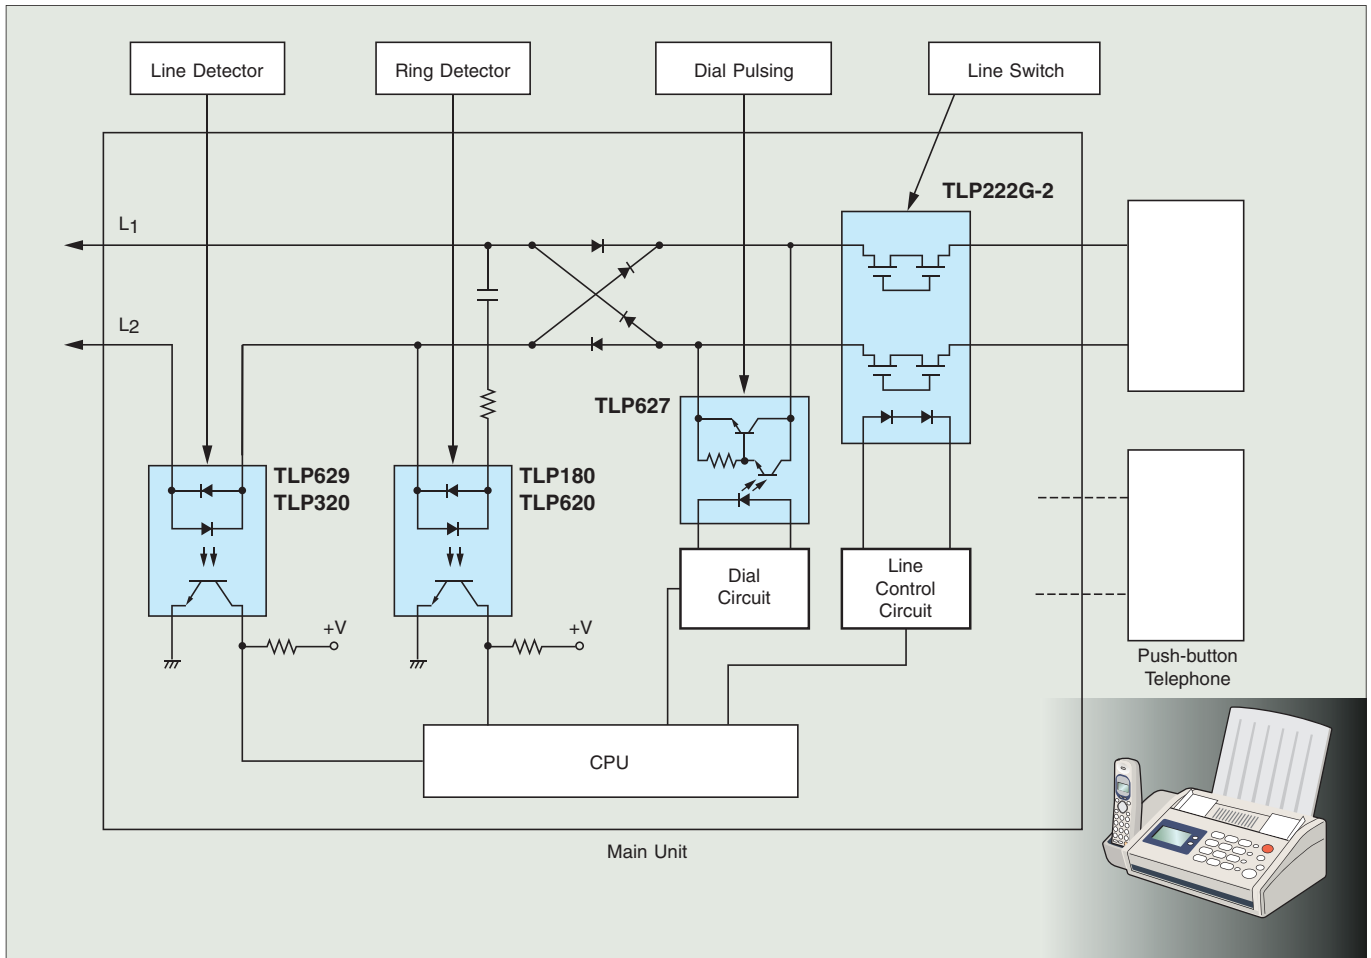 Line Detector
Ring Detector
Dial Pulsing
Line Switch
TLP222G-2
L1
L2
TLP627
TLP629
TLP320
TLP180
TLP620
Dial
Circuit
Line
Control
Circuit
+V
+V
Push-button
Telephone
CPU
Main Unit